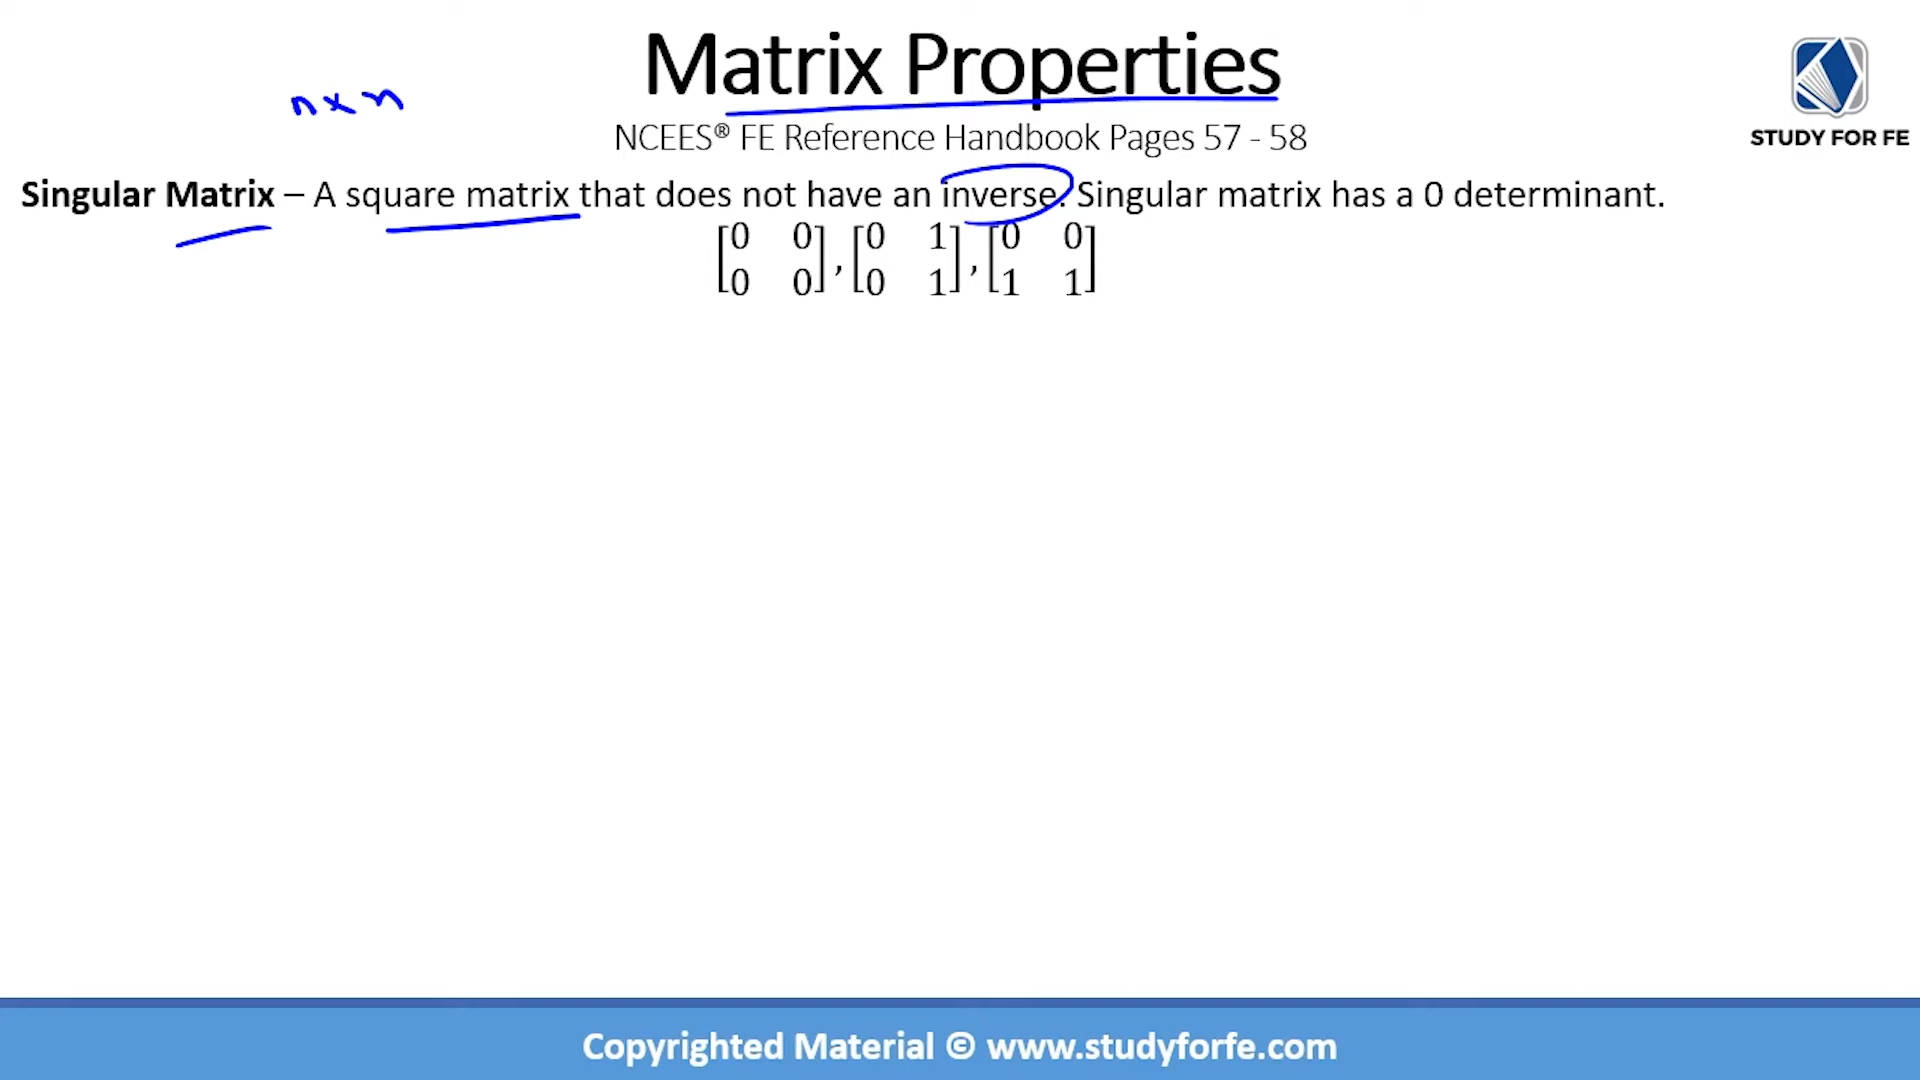 Matrix Properties
n x n
NCEES® FE Reference Handbook Pages 57 - 58
STUDY FOR FE
Singular Matrix – A square matrix that does not have an inverse. Singular matrix has a 0 determinant.
[0 0
0 0], [0 1
0 1], [0 0
1 1]
Copyrighted Material © www.studyforfe.com